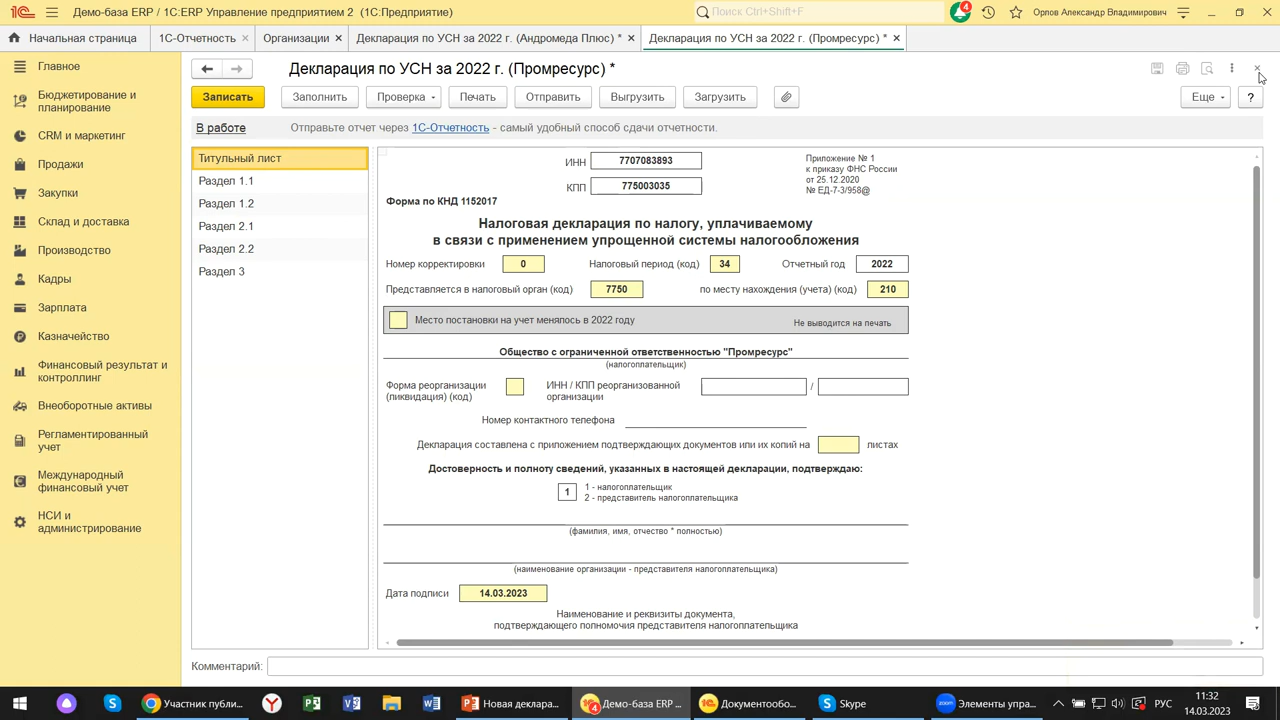 Демо-база ERP / 1С:ERP Управление предприятием 2 (1С:Предприятие)
Поиск Ctrl+Shift+F
4
Орлов Александр Владимирович
Начальная страница
1С-Отчетность ×
Организации ×
Декларация по УСН за 2022 г. (Андромеда Плюс) * ×
Декларация по УСН за 2022 г. (Промресурс) * ×
Главное
Бюджетирование и
планирование
CRM и маркетинг
Продажи
Закупки
Склад и доставка
Производство
Кадры
Зарплата
Казначейство
Финансовый результат и
контроллинг
Внеоборотные активы
Регламентированный
учет
Международный
финансовый учет
НСИ и
администрирование
Декларация по УСН за 2022 г. (Промресурс) *
Записать
Заполнить
Проверка
Печать
Отправить
Выгрузить
Загрузить
Еще
?
В работе
Отправьте отчет через 1С-Отчетность - самый удобный способ сдачи отчетности.
Титульный лист
Раздел 1.1
Раздел 1.2
Раздел 2.1
Раздел 2.2
Раздел 3
ИНН 7707083893
КПП 775003035
Приложение № 1
к приказу ФНС России
от 25.12.2020
№ ЕД-7-3/958@
Форма по КНД 1152017
Налоговая декларация по налогу, уплачиваемому
в связи с применением упрощенной системы налогообложения
Номер корректировки 0 Налоговый период (код) 34 Отчетный год 2022
Представляется в налоговый орган (код) 7750 по месту нахождения (учета) (код) 210
Место постановки на учет менялось в 2022 году Не выводится на печать
Общество с ограниченной ответственностью "Промресурс"
(налогоплательщик)
Форма реорганизации
(ликвидация) (код)
ИНН / КПП реорганизованной
организации
/
Номер контактного телефона
Декларация составлена с приложением подтверждающих документов или их копий на листах
Достоверность и полноту сведений, указанных в настоящей декларации, подтверждаю:
1
1 - налогоплательщик
2 - представитель налогоплательщика
(фамилия, имя, отчество * полностью)
(наименование организации - представителя налогоплательщика)
Дата подписи 14.03.2023
Наименование и реквизиты документа,
подтверждающего полномочия представителя налогоплательщика
Комментарий:
Участник публи...
Новая деклара...
4
Демо-база ERP ...
Документообо...
Skype
Элементы упра...
РУС
11:32
14.03.2023